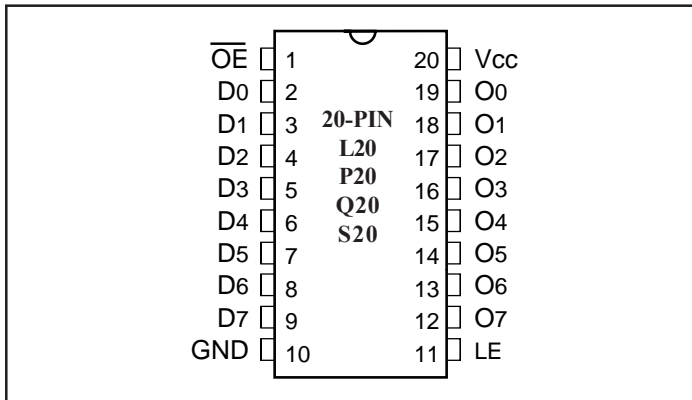 O̅E̅ 1 20 Vcc
D0 2 19 O0
D1 3 20-PIN 18 O1
D2 4 L20 17 O2
D3 5 P20 16 O3
D4 6 Q20 15 O4
D5 7 S20 14 O5
D6 8 13 O6
D7 9 12 O7
GND 10 11 LE